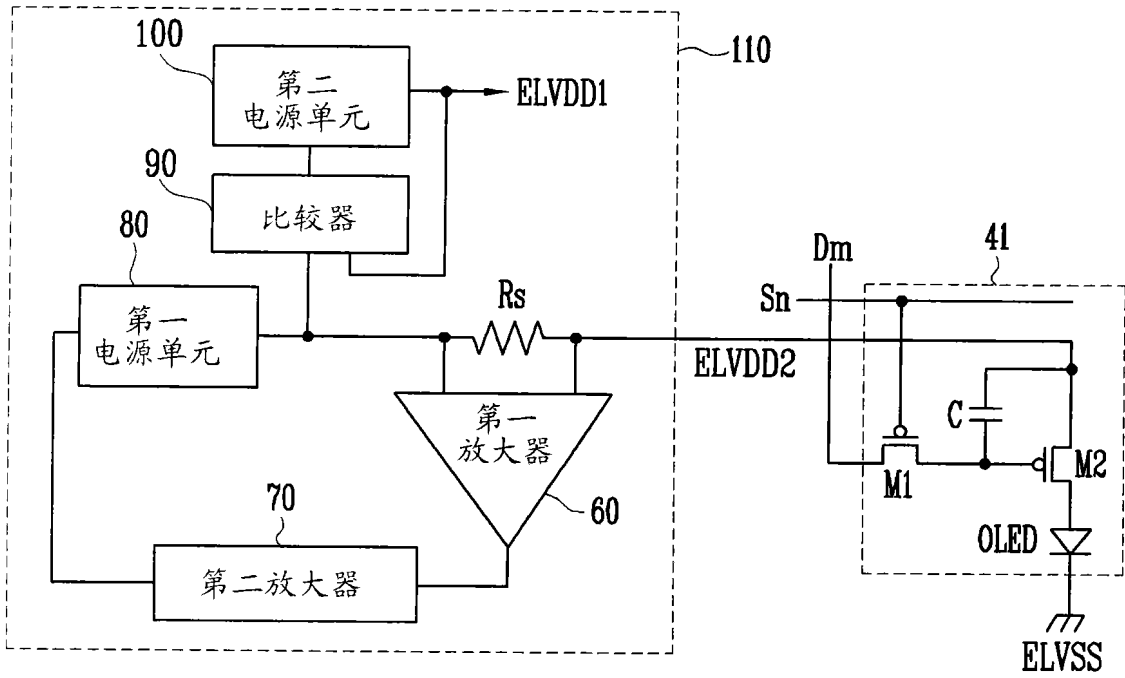 100
第二
电源单元
ELVDD1
110
90
比较器
80
第一
电源单元
Rs
Dm
41
Sn
ELVDD2
第一
放大器
C
M1
M2
60
70
第二放大器
OLED
ELVSS